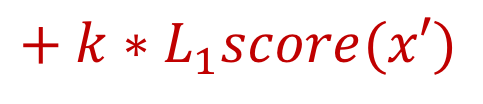 + k * L₁score(x′)